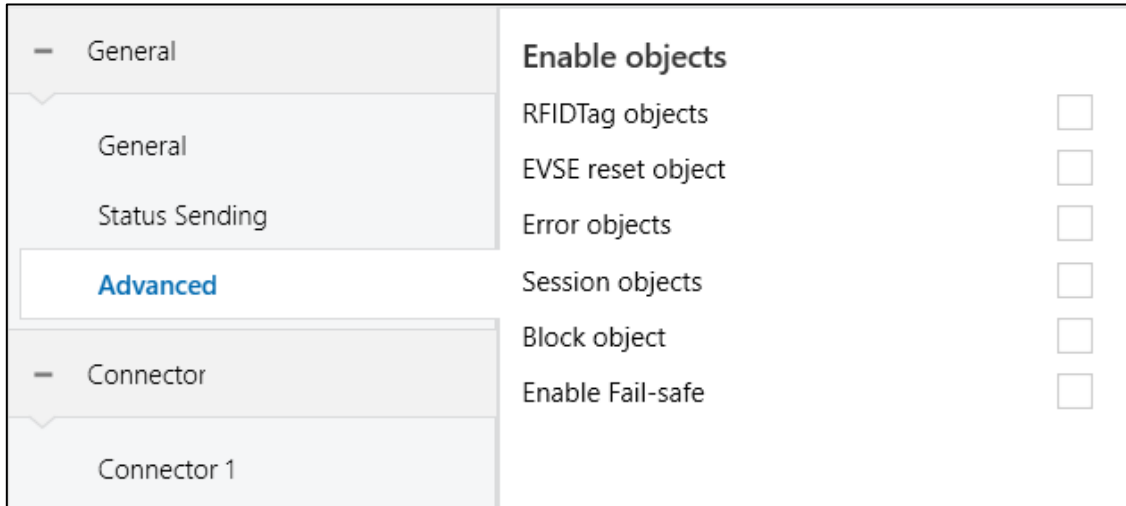 General
General
Status Sending
Advanced
Connector
Connector 1
Enable objects
RFIDTag objects
EVSE reset object
Error objects
Session objects
Block object
Enable Fail-safe